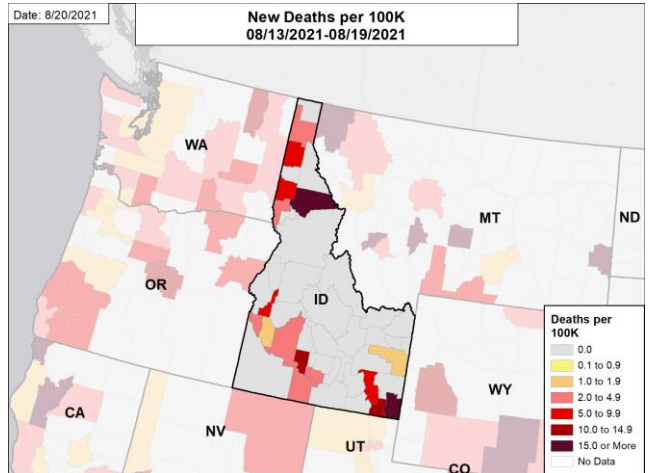 Date: 8/20/2021
New Deaths per 100K
08/13/2021-08/19/2021
WA
MT
ND
OR
ID
WY
CA
NV
UT
CO
Deaths per
100K
0.0
0.1 to 0.9
1.0 to 1.9
2.0 to 4.9
5.0 to 9.9
10.0 to 14.9
15.0 or More
No Data